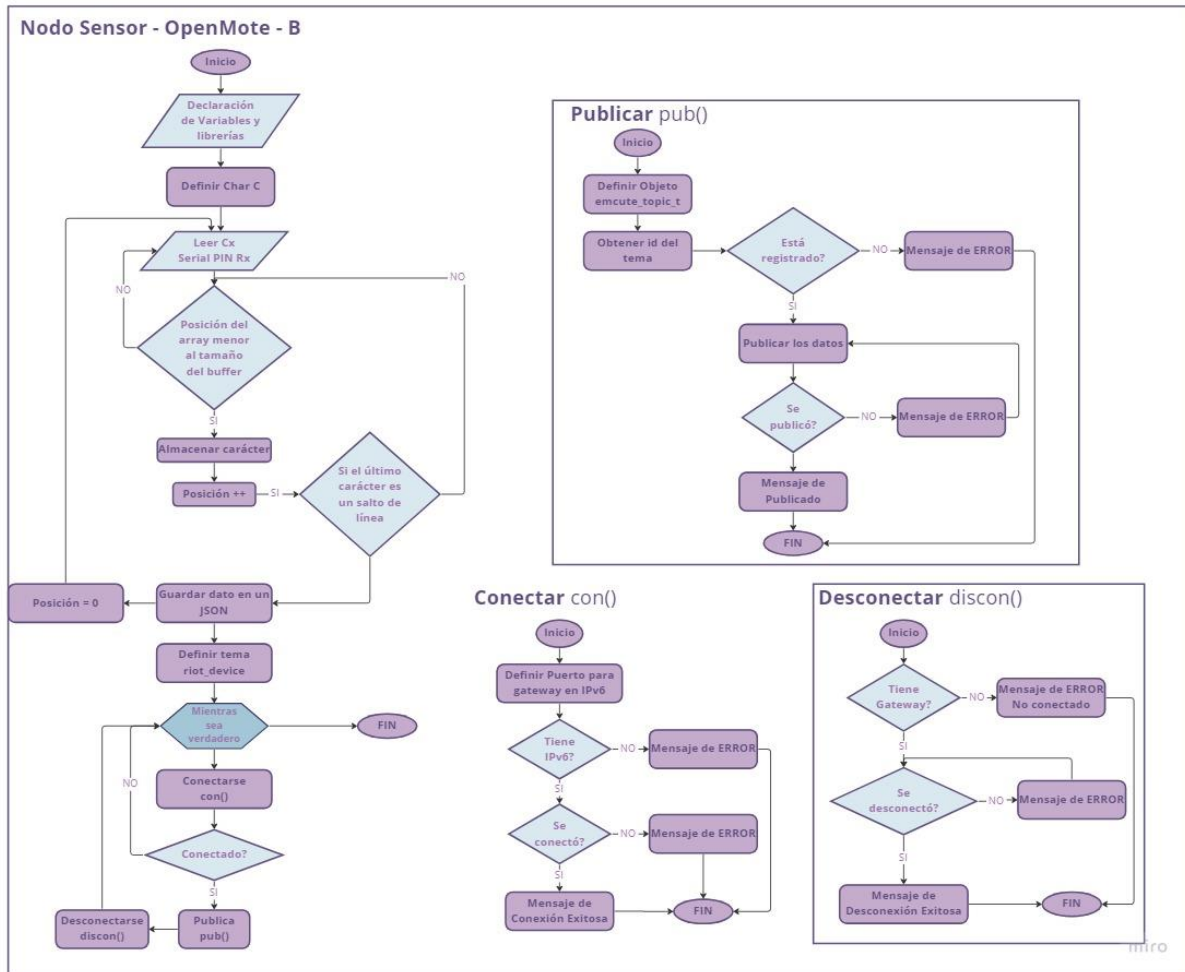 Nodo Sensor - OpenMote - B
Inicio
Declaración
de Variables y
librerías
Definir Char C
Leer Cx
Serial PIN Rx
NO
NO
Posición del
array menor
al tamaño
del buffer
SI
Almacenar carácter
Posición ++
SI
Si el último
carácter es
un salto de
línea
Guardar dato en un
JSON
Posición = 0
Definir tema
riot_device
Mientras
sea
verdadero
FIN
NO
Conectarse
con()
Conectado?
SI
Publica
pub()
Desconectarse
discon()
Publicar pub()
Inicio
Definir Objeto
emcute_topic_t
Obtener id del
tema
Está
registrado?
NO
Mensaje de ERROR
SI
Publicar los datos
Se
publicó?
NO
Mensaje de ERROR
Mensaje de
Publicado
FIN
Conectar con()
Inicio
Definir Puerto para
gateway en IPv6
Tiene
IPv6?
NO
Mensaje de ERROR
SI
Se
conectó?
NO
Mensaje de ERROR
SI
Mensaje de
Conexión Exitosa
FIN
Desconectar discon()
Inicio
Tiene
Gateway?
NO
Mensaje de ERROR
No conectado
SI
Se
desconectó?
NO
Mensaje de ERROR
SI
Mensaje de
Desconexión Exitosa
FIN
miro